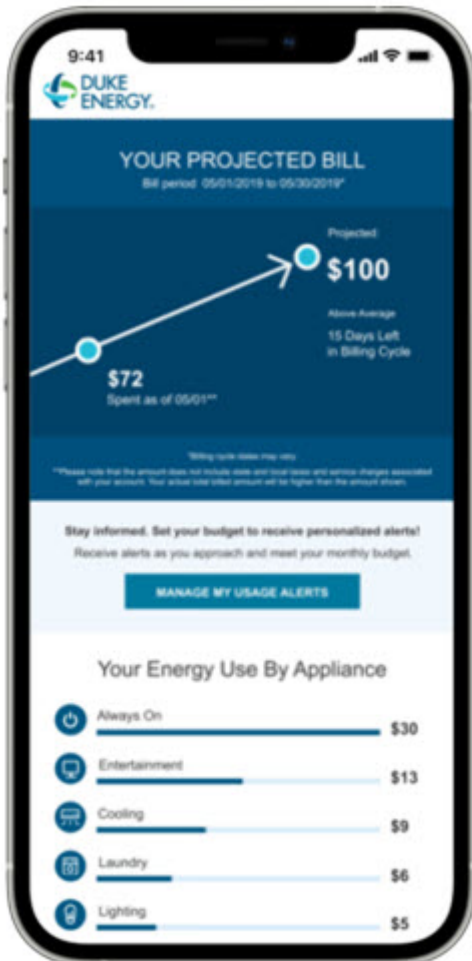 9:41
DUKE
ENERGY.
YOUR PROJECTED BILL
Bill period 05/01/2019 to 05/30/2019*
Projected:
$100
Above Average
15 Days Left
in Billing Cycle
$72
Spent as of 05/01**
*Billing cycle dates may vary.
**Please note that the amount does not include state and local taxes and service charges associated
with your account. Your actual total billed amount will be higher than the amount shown.
Stay informed. Set your budget to receive personalized alerts!
Receive alerts as you approach and meet your monthly budget.
MANAGE MY USAGE ALERTS
Your Energy Use By Appliance
Always On
$30
Entertainment
$13
Cooling
$9
Laundry
$6
Lighting
$5